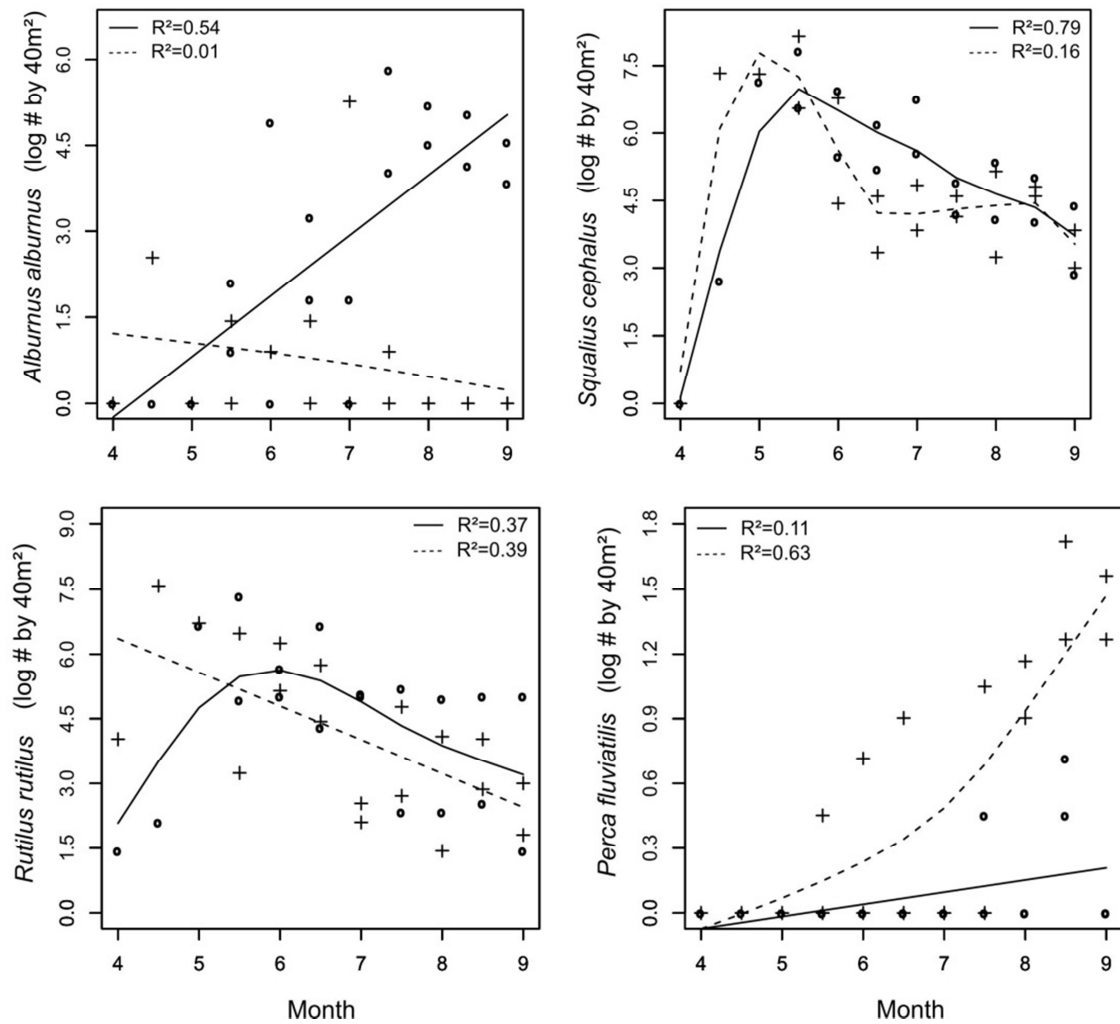 Alburnus alburnus (log # by 40m²)
R²=0.54
R²=0.01
6.0
4.5
3.0
1.5
0.0
4 5 6 7 8 9
Squalius cephalus (log # by 40m²)
R²=0.79
R²=0.16
7.5
6.0
4.5
3.0
1.5
0.0
4 5 6 7 8 9
Rutilus rutilus (log # by 40m²)
R²=0.37
R²=0.39
9.0
7.5
6.0
4.5
3.0
1.5
0.0
4 5 6 7 8 9
Month
Perca fluviatilis (log # by 40m²)
R²=0.11
R²=0.63
1.8
1.5
1.2
0.9
0.6
0.3
0.0
4 5 6 7 8 9
Month